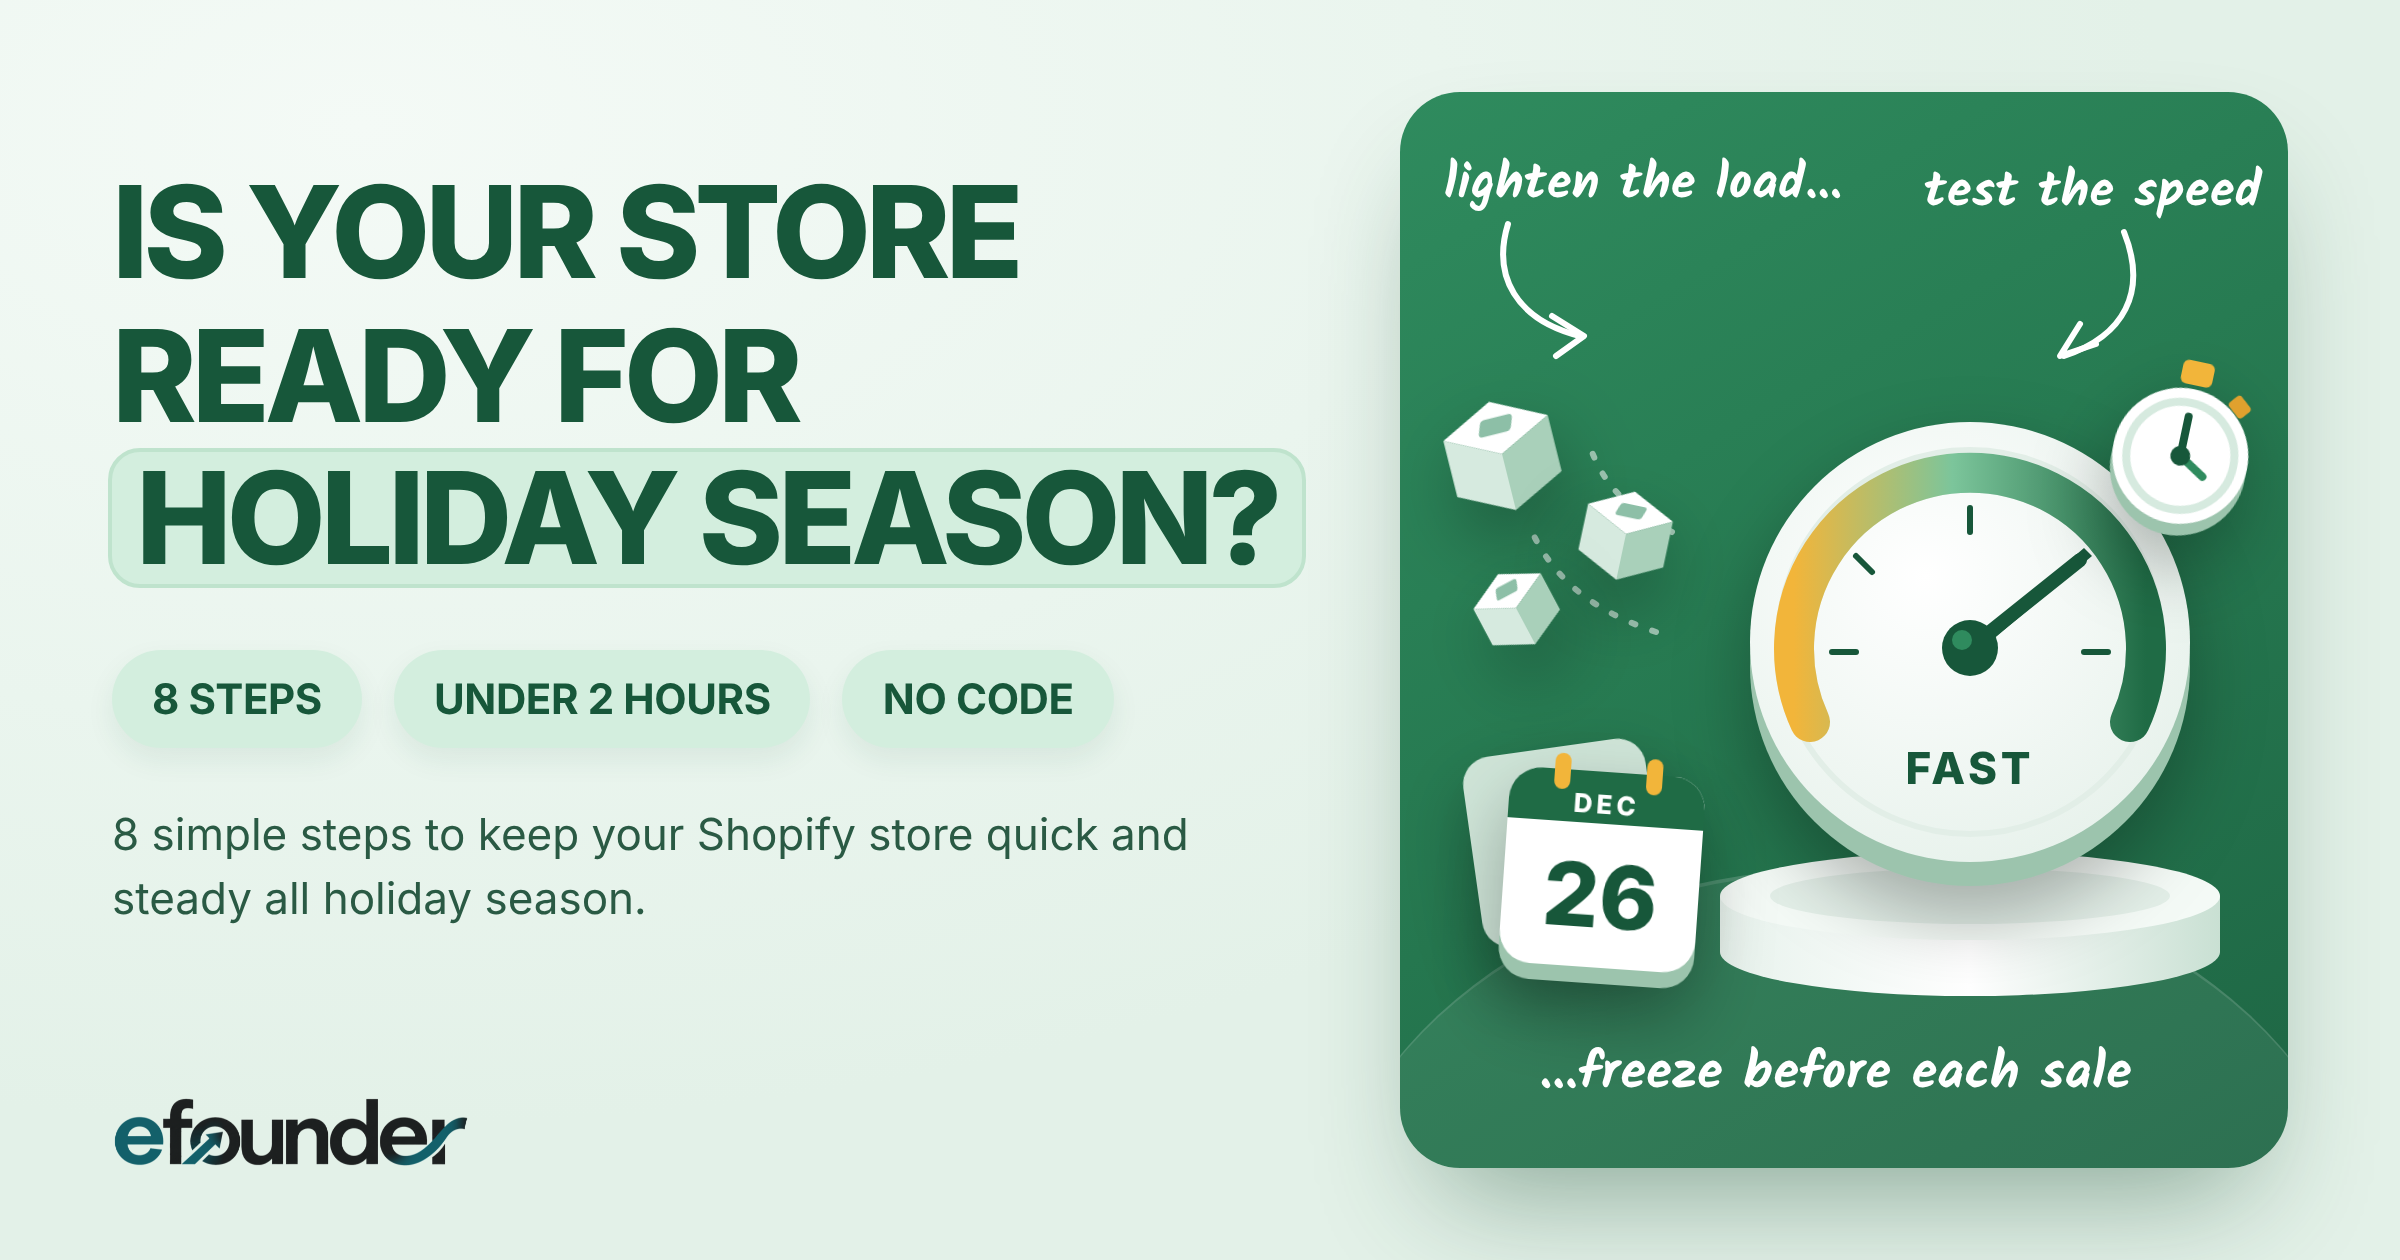 IS YOUR STORE
READY FOR
HOLIDAY SEASON?
8 STEPS
UNDER 2 HOURS
NO CODE
8 simple steps to keep your Shopify store quick and
steady all holiday season.
efounder
lighten the load...
test the speed
FAST
DEC
26
...freeze before each sale